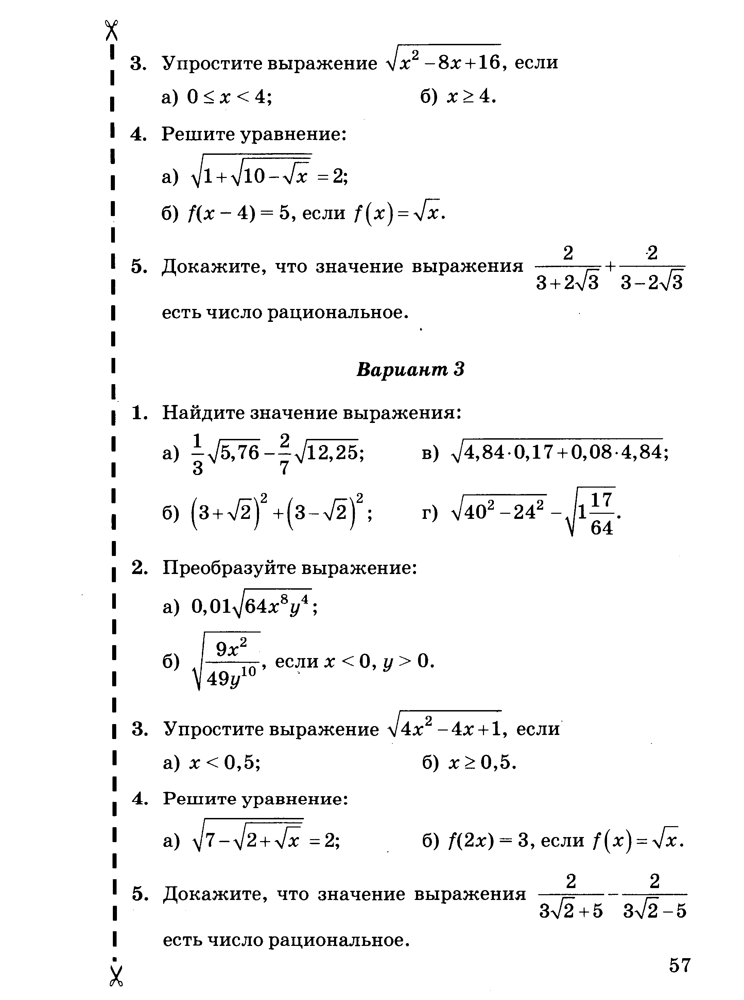 3. Упростите выражение √(x² − 8x + 16), если
а) 0 ≤ x < 4; б) x ≥ 4.
4. Решите уравнение:
а) √(1 + √(10 − √x)) = 2;
б) f(x − 4) = 5, если f(x) = √x.
5. Докажите, что значение выражения 2/(3 + 2√3) + 2/(3 − 2√3)
есть число рациональное.
Вариант 3
1. Найдите значение выражения:
а) 1/3 √5,76 − 2/7 √12,25; в) √(4,84·0,17 + 0,08·4,84);
б) (3 + √2)² + (3 − √2)²; г) √(40² − 24²) − √(1 17/64).
2. Преобразуйте выражение:
а) 0,01√(64x⁸y⁴);
б) √(9x²/(49y¹⁰)), если x < 0, y > 0.
3. Упростите выражение √(4x² − 4x + 1), если
а) x < 0,5; б) x ≥ 0,5.
4. Решите уравнение:
а) √(7 − √(2 + √x)) = 2; б) f(2x) = 3, если f(x) = √x.
5. Докажите, что значение выражения 2/(3√2 + 5) − 2/(3√2 − 5)
есть число рациональное.
57